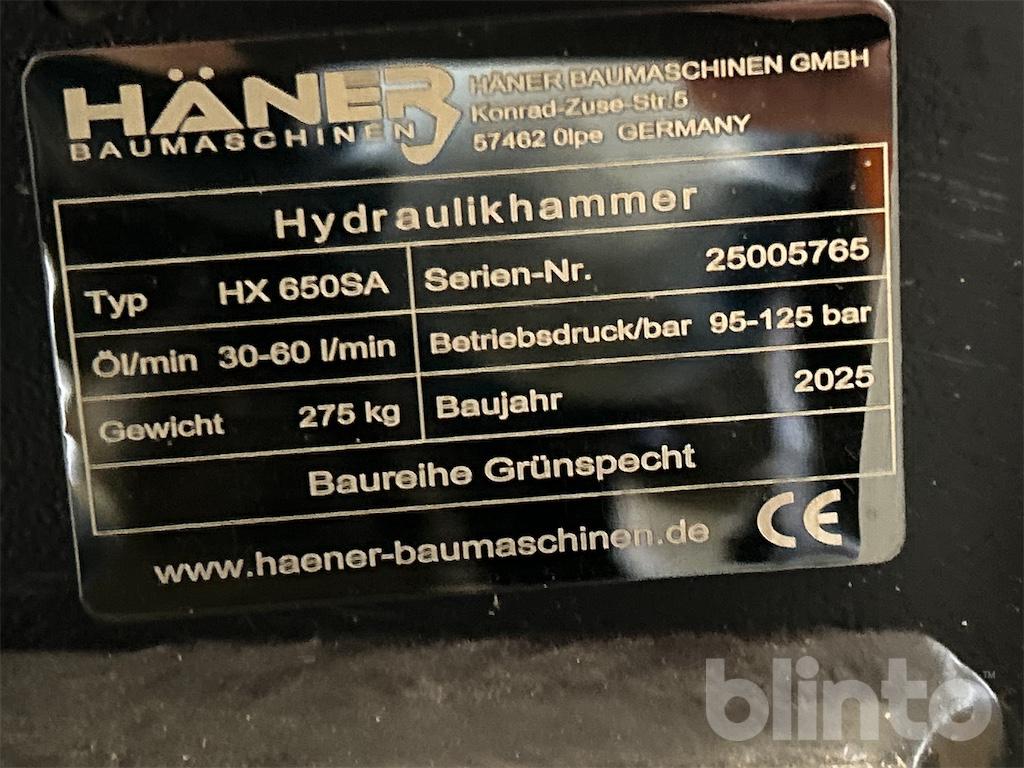 HÄNER
BAUMASCHINEN
HÄNER BAUMASCHINEN GMBH
Konrad-Zuse-Str.5
57462 Olpe GERMANY
Hydraulikhammer
Typ HX 650SA
Serien-Nr. 25005765
Öl/min 30-60 l/min
Betriebsdruck/bar 95-125 bar
Gewicht 275 kg
Baujahr 2025
Baureihe Grünspecht
www.haener-baumaschinen.de
CE
blinto™